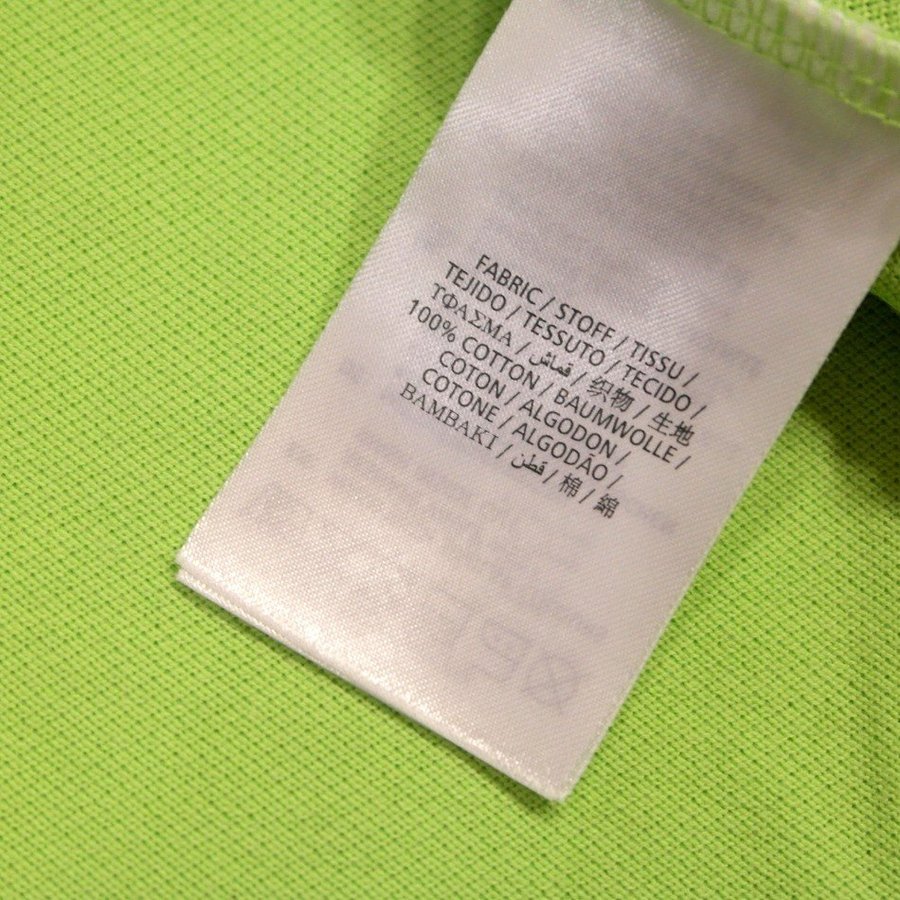 FABRIC / STOFF / TISSU /
TEJIDO / TESSUTO / TECIDO /
ΤΦΑΣΜΑ / قماش / 织物 / 生地
100% COTTON / BAUMWOLLE /
COTON / ALGODON /
COTONE / ALGODÃO /
BAMBAKI / قطن / 棉 / 綿